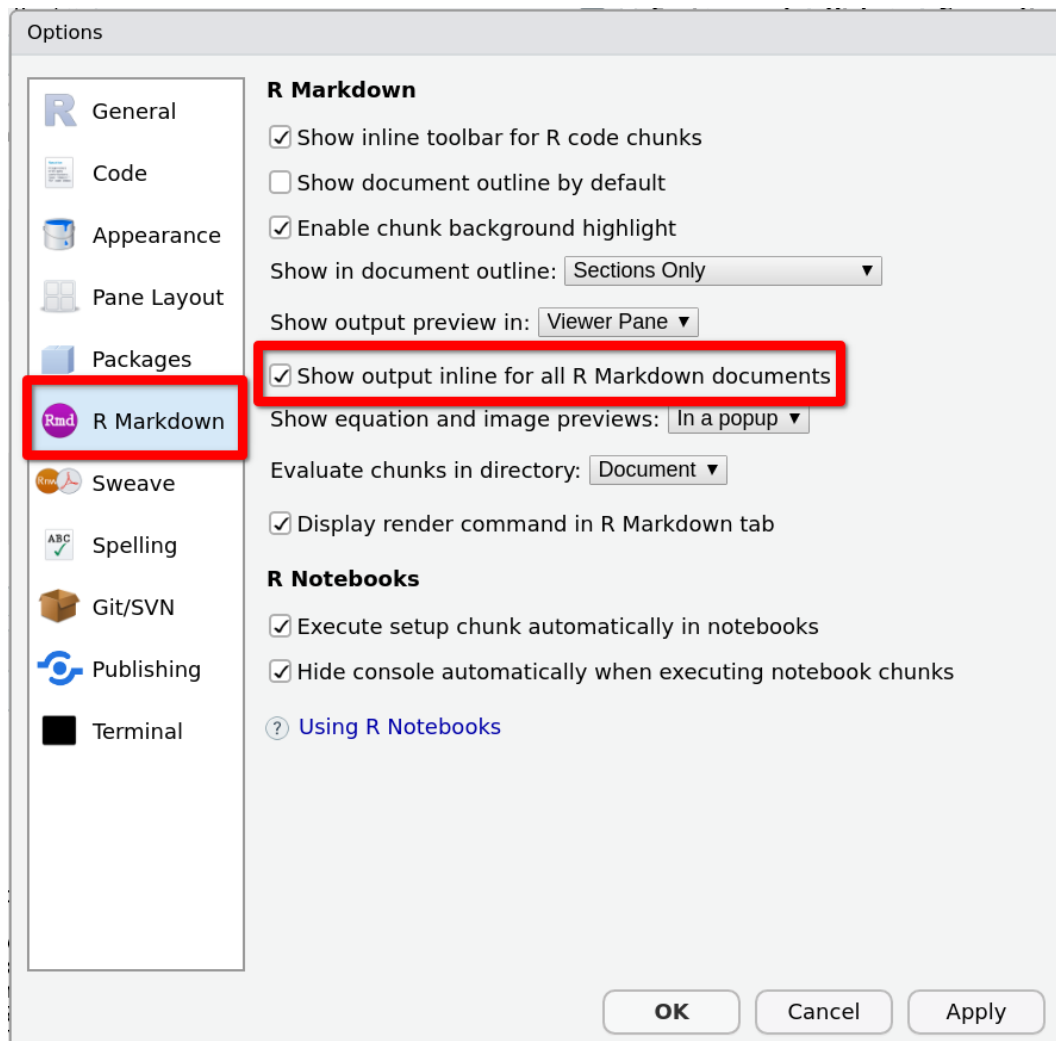 Options
General
Code
Appearance
Pane Layout
Packages
Rmd R Markdown
Rnw Sweave
ABC Spelling
Git/SVN
Publishing
Terminal
R Markdown
Show inline toolbar for R code chunks
Show document outline by default
Enable chunk background highlight
Show in document outline: Sections Only
Show output preview in: Viewer Pane
Show output inline for all R Markdown documents
Show equation and image previews: In a popup
Evaluate chunks in directory: Document
Display render command in R Markdown tab
R Notebooks
Execute setup chunk automatically in notebooks
Hide console automatically when executing notebook chunks
? Using R Notebooks
OK Cancel Apply